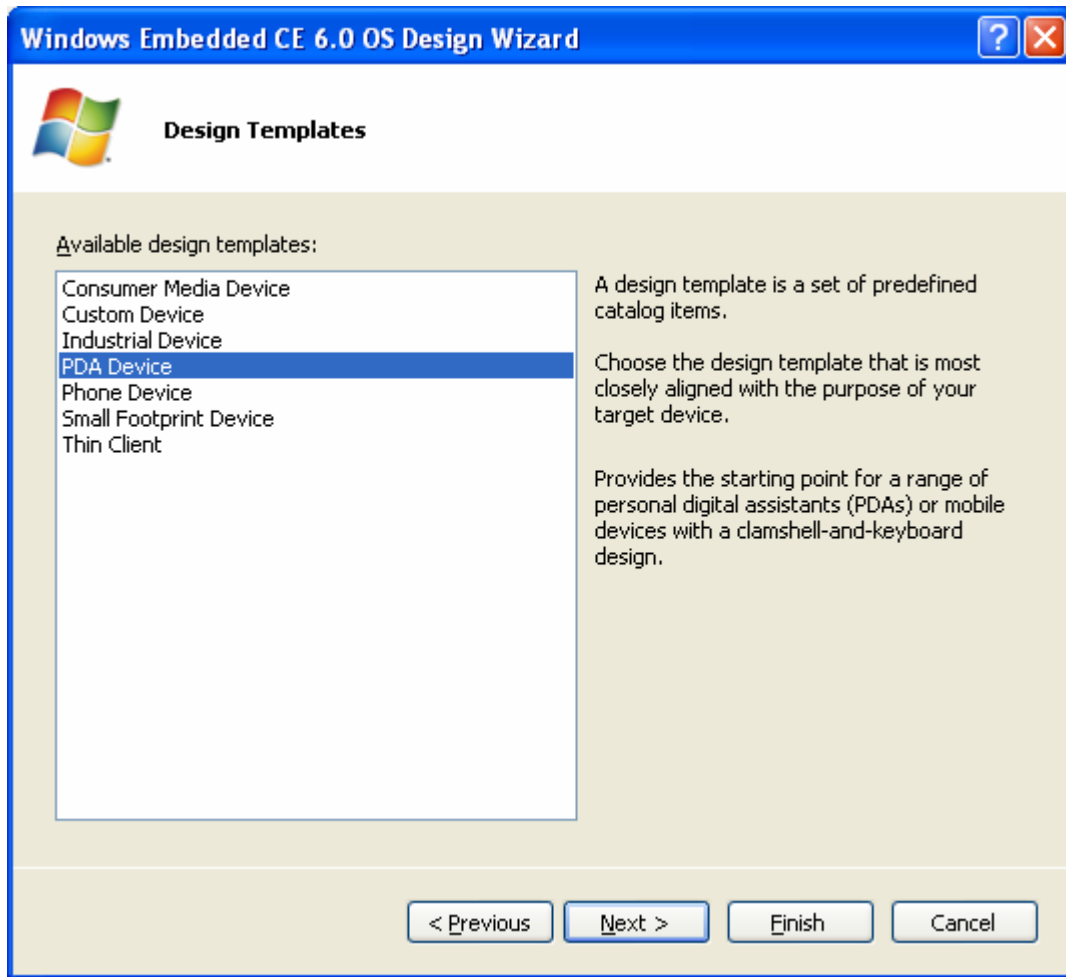 Windows Embedded CE 6.0 OS Design Wizard
?
Design Templates
Available design templates:
Consumer Media Device
Custom Device
Industrial Device
PDA Device
Phone Device
Small Footprint Device
Thin Client
A design template is a set of predefined
catalog items.
Choose the design template that is most
closely aligned with the purpose of your
target device.
Provides the starting point for a range of
personal digital assistants (PDAs) or mobile
devices with a clamshell-and-keyboard
design.
< Previous
Next >
Finish
Cancel